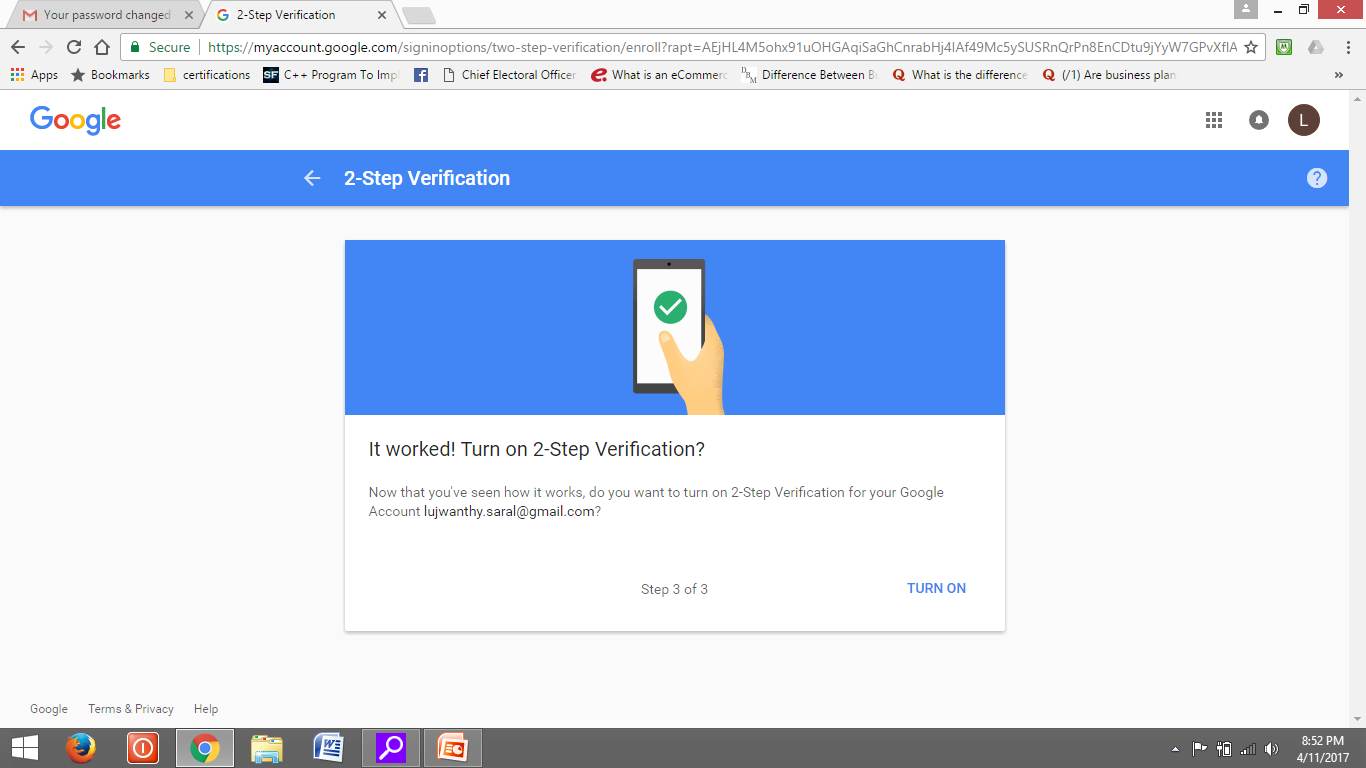 Your password changed
2-Step Verification
Secure
https://myaccount.google.com/signinoptions/two-step-verification/enroll?rapt=AEjHL4M5ohx91uOHGAqiSaGhCnrabHj4IAf49Mc5ySUSRnQrPn8EnCDtu9jYyW7GPvXflA
Apps
Bookmarks
certifications
SF C++ Program To Impl
Chief Electoral Officer
What is an eCommerc
Difference Between B
What is the difference
(/1) Are business plan
Google
L
2-Step Verification
It worked! Turn on 2-Step Verification?
Now that you've seen how it works, do you want to turn on 2-Step Verification for your Google
Account lujwanthy.saral@gmail.com?
Step 3 of 3
TURN ON
Google
Terms & Privacy
Help
8:52 PM
4/11/2017